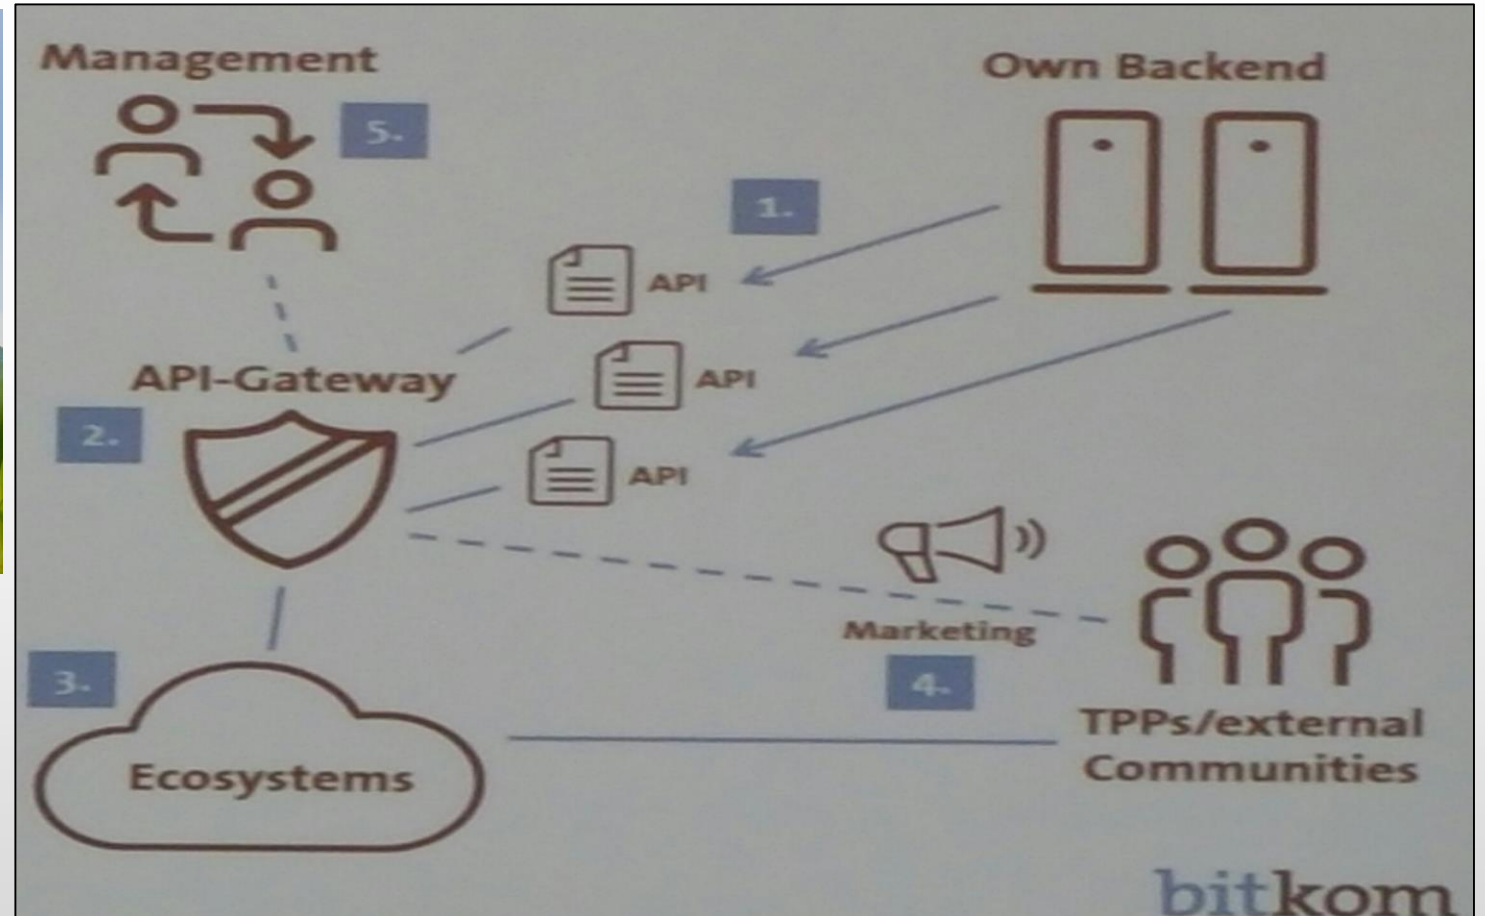 Management
Own Backend
5.
1.
API
API-Gateway
API
2.
API
Marketing
3.
4.
TPPs/external
Communities
Ecosystems
bitkom